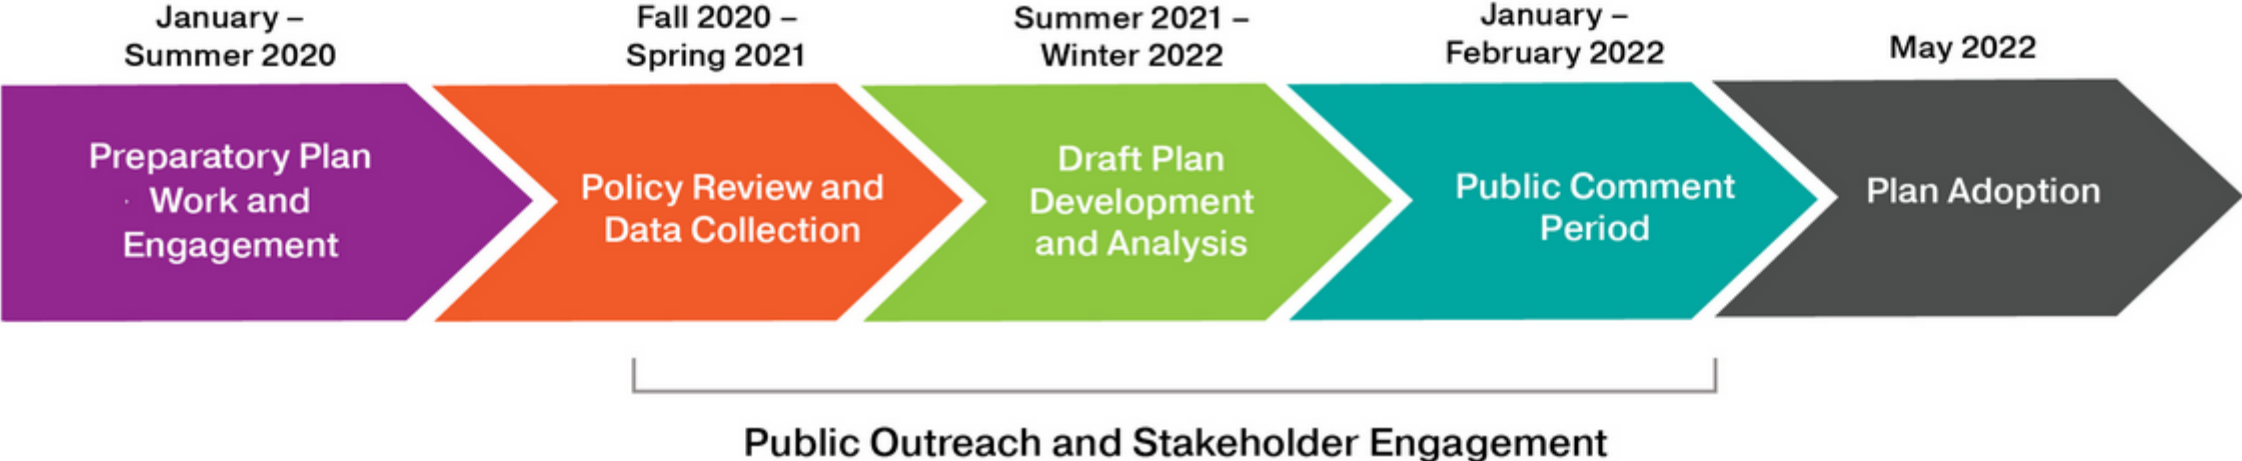 January –
Summer 2020
Fall 2020 –
Spring 2021
Summer 2021 –
Winter 2022
January –
February 2022
May 2022
Preparatory Plan
Work and
Engagement
Policy Review and
Data Collection
Draft Plan
Development
and Analysis
Public Comment
Period
Plan Adoption
Public Outreach and Stakeholder Engagement